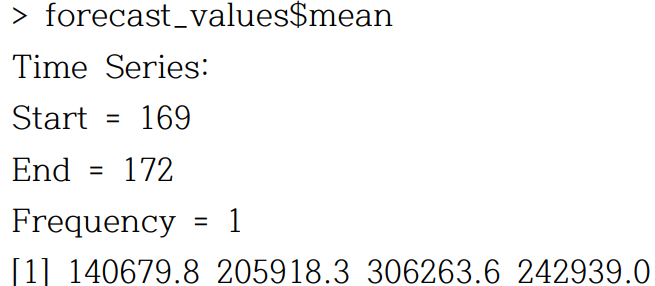 > forecast_values$mean
Time Series:
Start = 169
End = 172
Frequency = 1
[1] 140679.8 205918.3 306263.6 242939.0